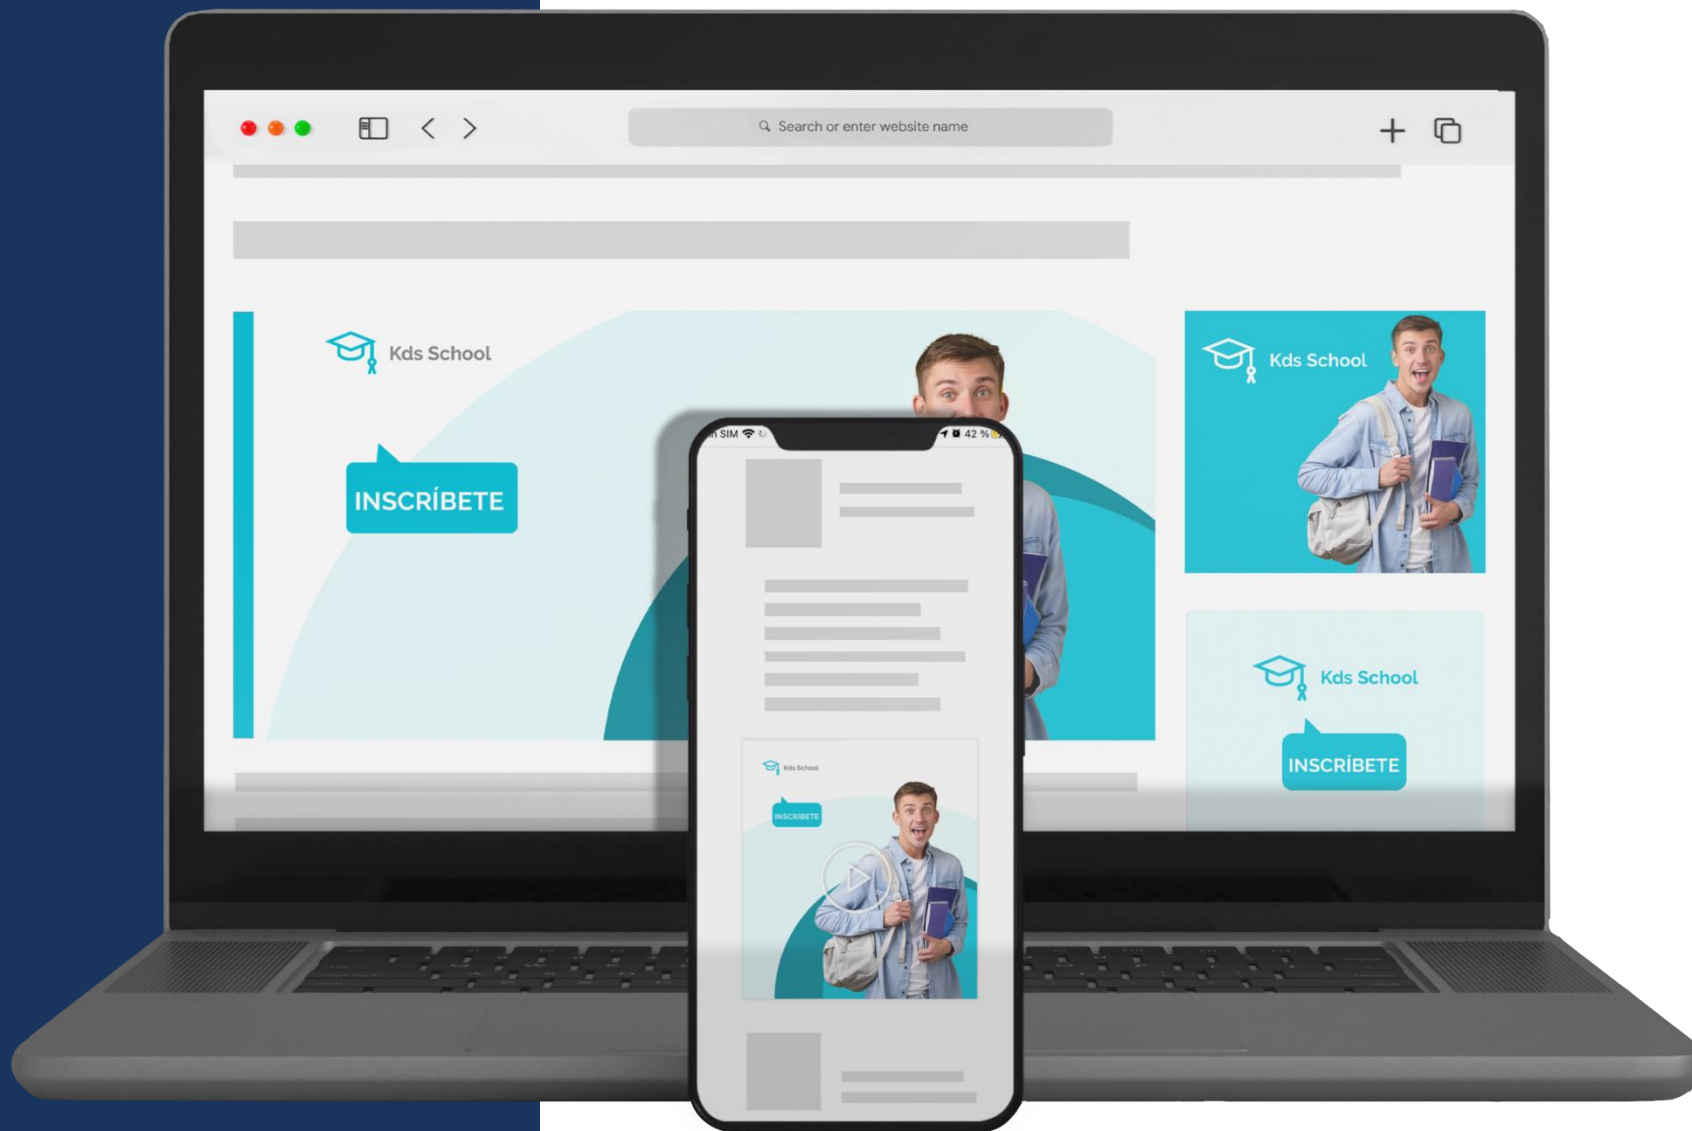 Search or enter website name
Kds School
INSCRÍBETE
Kds School
Kds School
INSCRÍBETE
SIM
42 %
Kds School
INSCRÍBETE